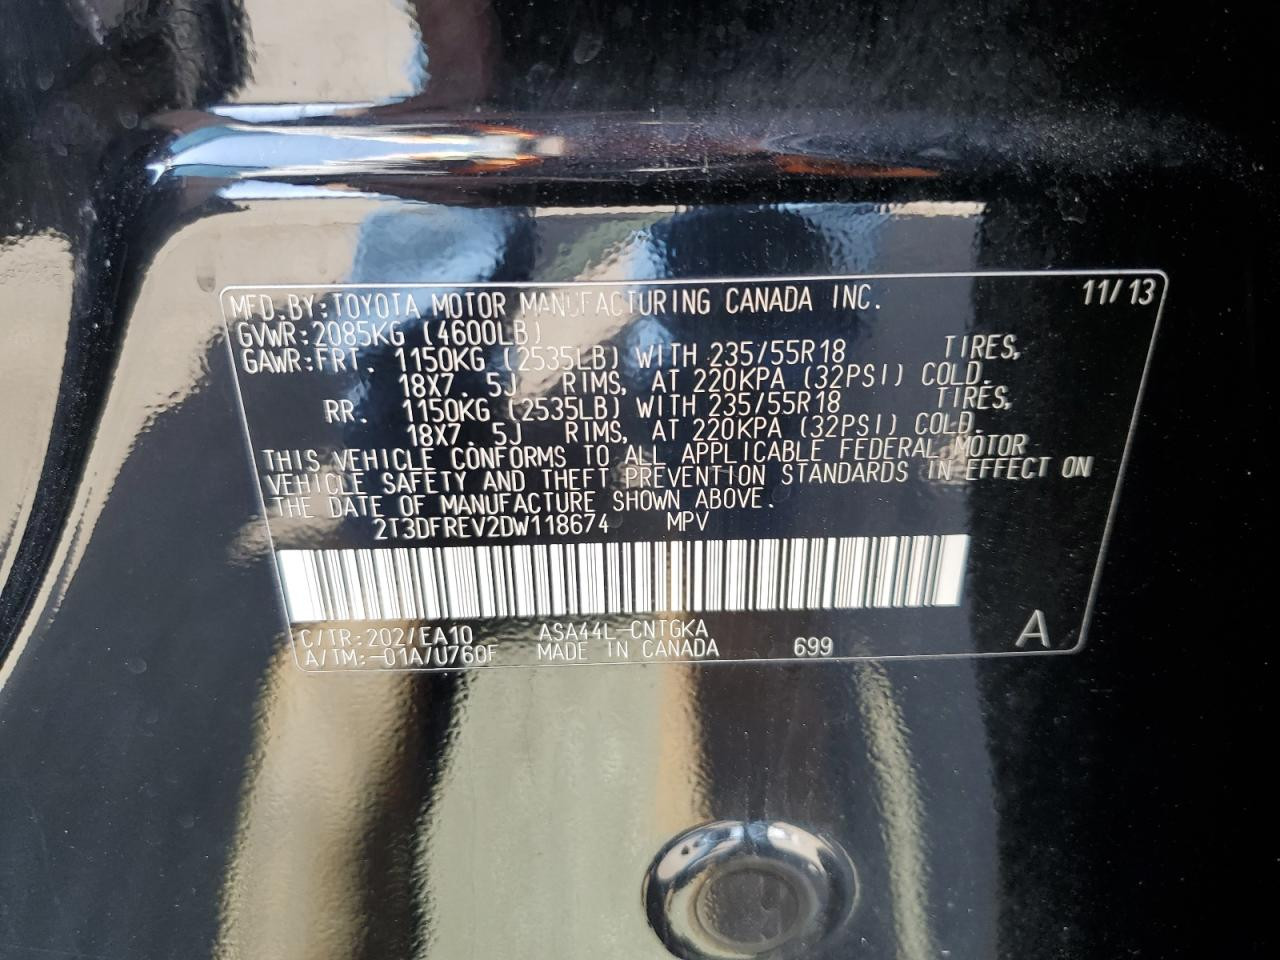 MFD.BY:TOYOTA MOTOR MANUFACTURING CANADA INC. 11/13
GVWR:2085KG (4600LB)
GAWR:FRT. 1150KG (2535LB) WITH 235/55R18 TIRES,
18X7. 5J RIMS, AT 220KPA (32PSI) COLD.
RR. 1150KG (2535LB) WITH 235/55R18 TIRES,
18X7. 5J RIMS, AT 220KPA (32PSI) COLD.
THIS VEHICLE CONFORMS TO ALL APPLICABLE FEDERAL MOTOR
VEHICLE SAFETY AND THEFT PREVENTION STANDARDS IN EFFECT ON
THE DATE OF MANUFACTURE SHOWN ABOVE.
2T3DFREV2DW118674 MPV
C/TR:202/EA10 ASA44L-CNTGKA
A/TM:-01A/U760F MADE IN CANADA 699 A